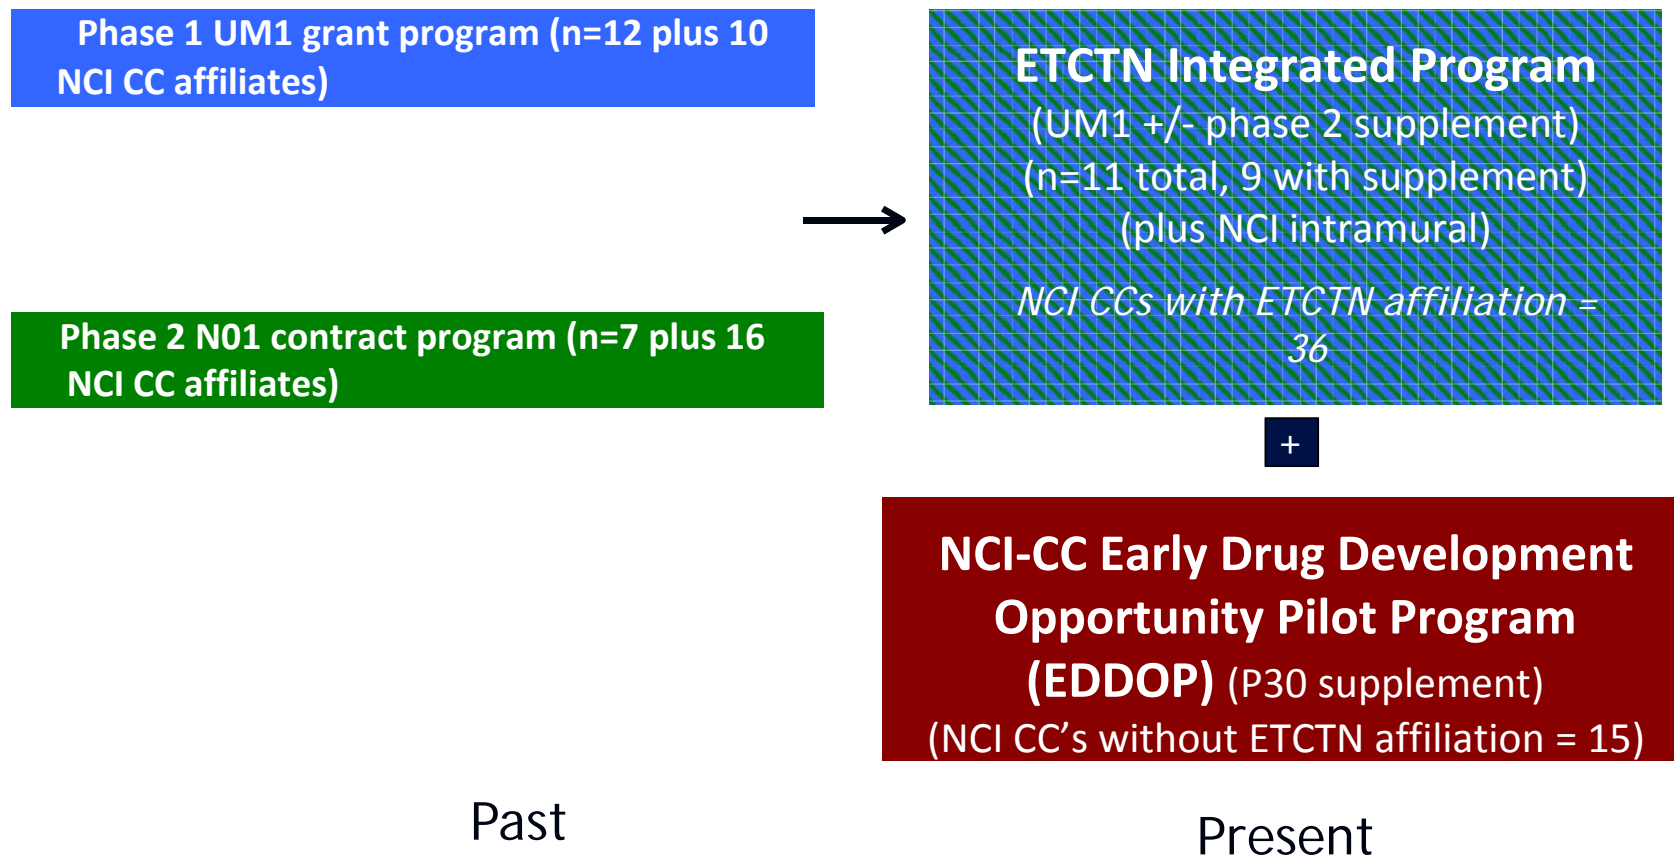 Phase 1 UM1 grant program (n=12 plus 10
NCI CC affiliates)
Phase 2 N01 contract program (n=7 plus 16
NCI CC affiliates)
Past
ETCTN Integrated Program
(UM1 +/- phase 2 supplement)
(n=11 total, 9 with supplement)
(plus NCI intramural)
NCI CCs with ETCTN affiliation =
36
+
NCI-CC Early Drug Development
Opportunity Pilot Program
(EDDOP) (P30 supplement)
(NCI CC’s without ETCTN affiliation = 15)
Present